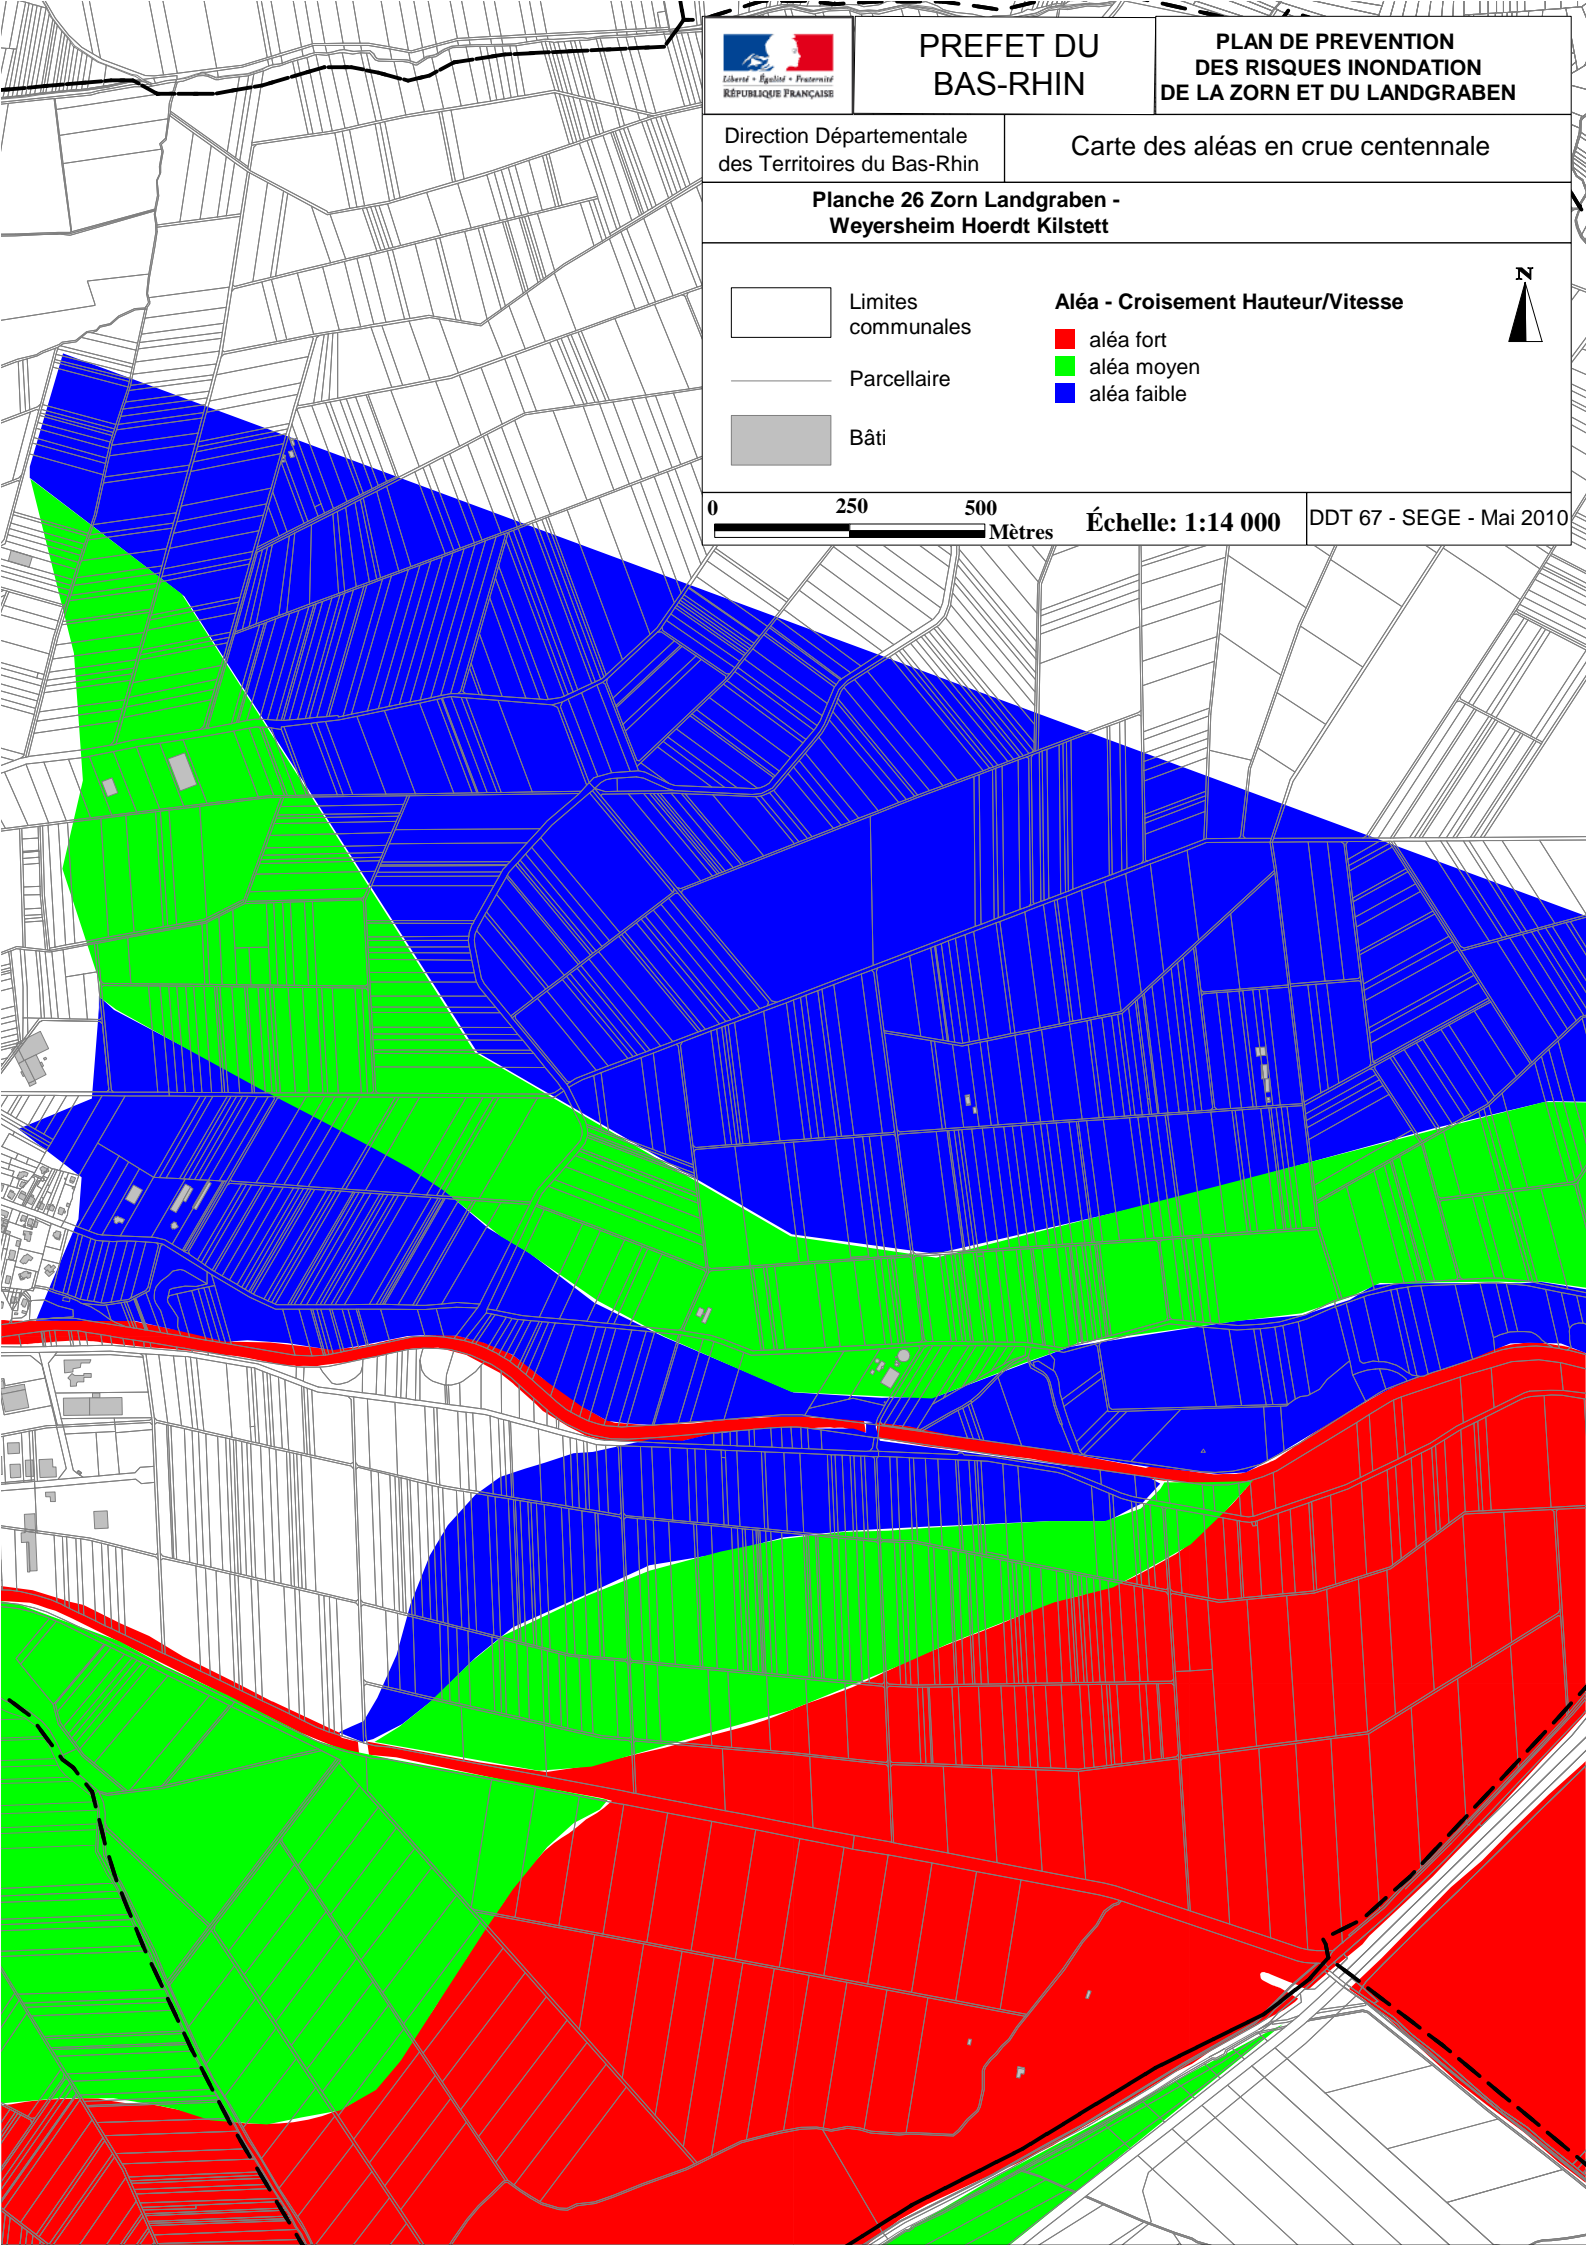 Liberté • Égalité • Fraternité
RÉPUBLIQUE FRANÇAISE
PREFET DU
BAS-RHIN
PLAN DE PREVENTION
DES RISQUES INONDATION
DE LA ZORN ET DU LANDGRABEN
Direction Départementale
des Territoires du Bas-Rhin
Carte des aléas en crue centennale
Planche 26 Zorn Landgraben -
Weyersheim Hoerdt Kilstett
Limites
communales
Parcellaire
Bâti
Aléa - Croisement Hauteur/Vitesse
aléa fort
aléa moyen
aléa faible
N
0 250 500
Mètres
Échelle: 1:14 000
DDT 67 - SEGE - Mai 2010